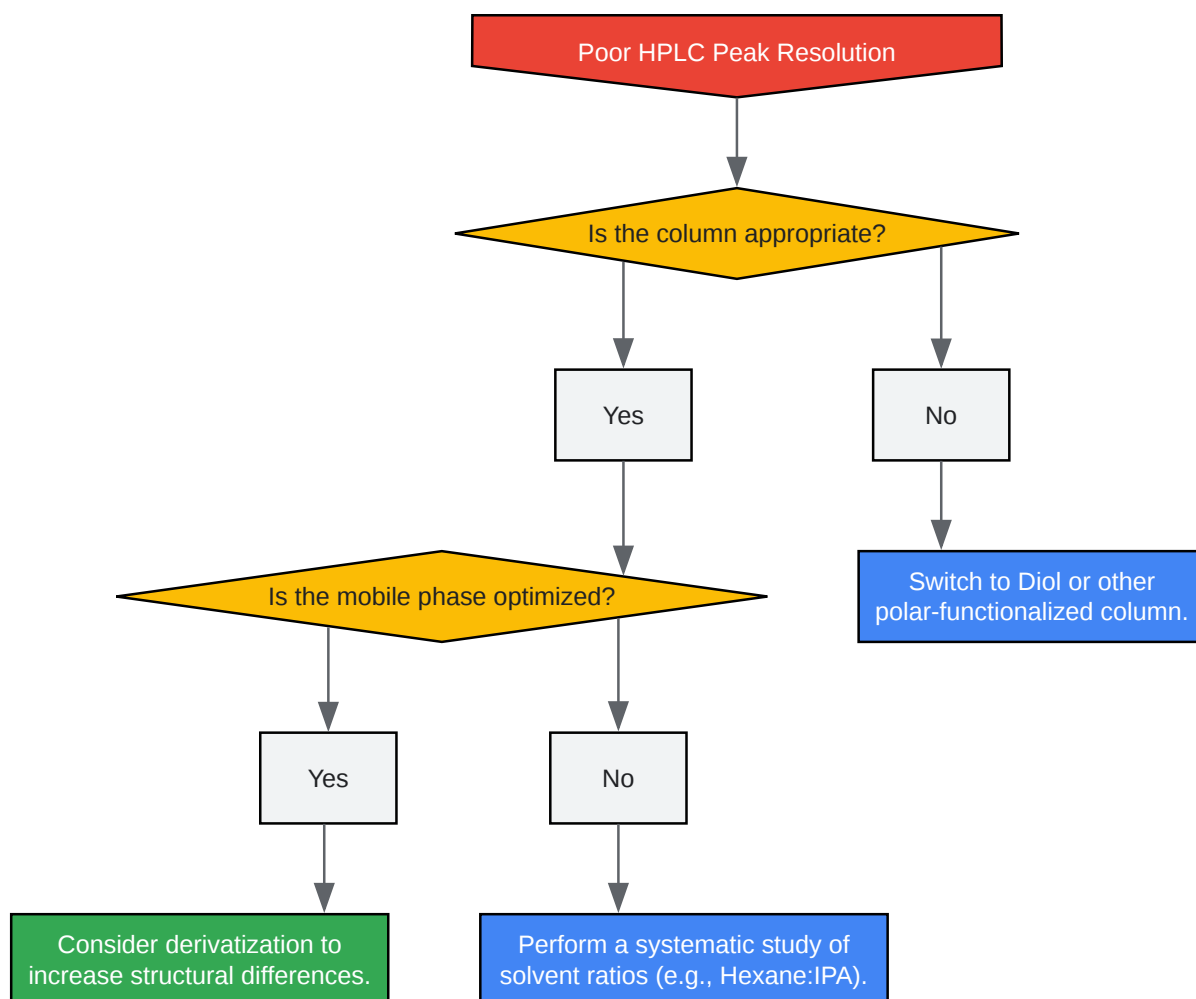 Poor HPLC Peak Resolution
Is the column appropriate?
Yes
No
Is the mobile phase optimized?
Switch to Diol or other
polar-functionalized column.
Yes
No
Consider derivatization to
increase structural differences.
Perform a systematic study of
solvent ratios (e.g., Hexane:IPA).